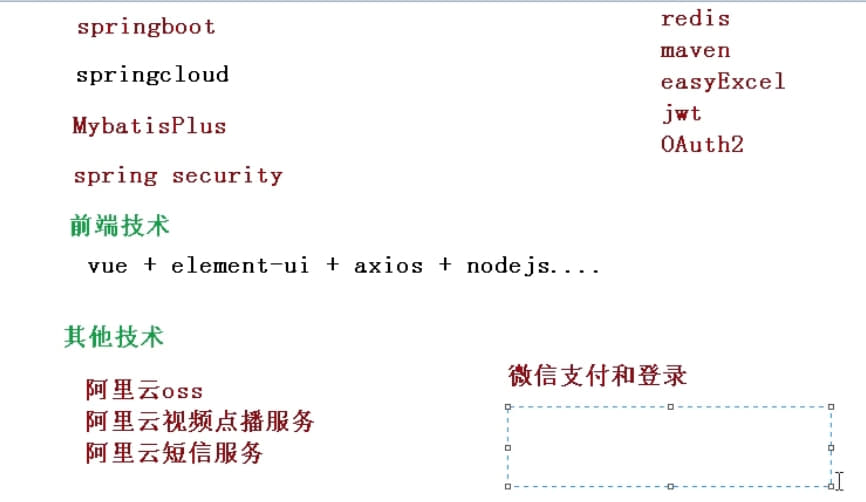 springboot
springcloud
MybatisPlus
spring security
redis
maven
easyExcel
jwt
OAuth2
前端技术
vue + element-ui + axios + nodejs....
其他技术
阿里云oss
阿里云视频点播服务
阿里云短信服务
微信支付和登录